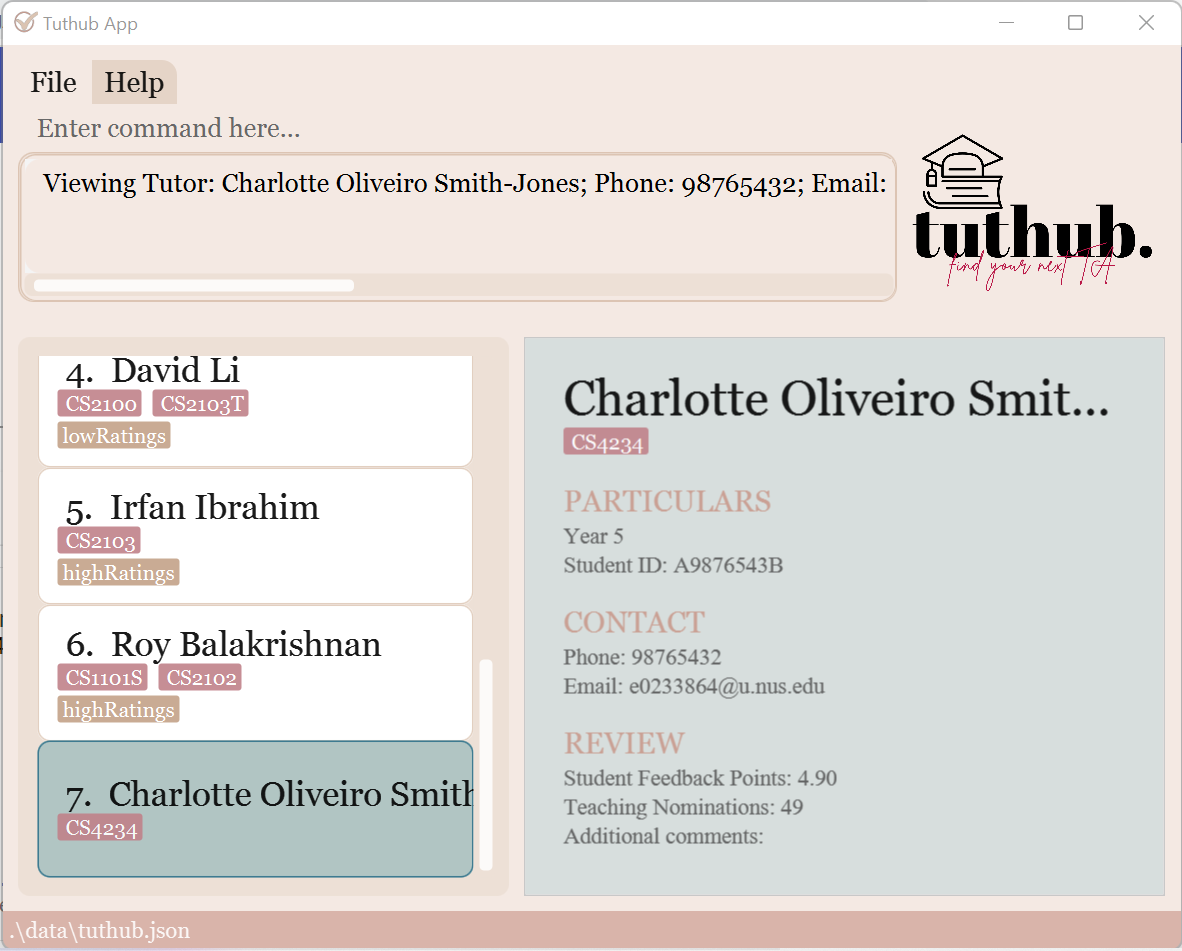 Tuthub App
File Help
Enter command here...
Viewing Tutor: Charlotte Oliveiro Smith-Jones; Phone: 98765432; Email:
tuthub.
find your next TA
4. David Li
CS2100 CS2103T
lowRatings
5. Irfan Ibrahim
CS2103
highRatings
6. Roy Balakrishnan
CS1101S CS2102
highRatings
7. Charlotte Oliveiro Smith
CS4234
Charlotte Oliveiro Smit...
CS4234
PARTICULARS
Year 5
Student ID: A9876543B
CONTACT
Phone: 98765432
Email: e0233864@u.nus.edu
REVIEW
Student Feedback Points: 4.90
Teaching Nominations: 49
Additional comments:
.\data\tuthub.json